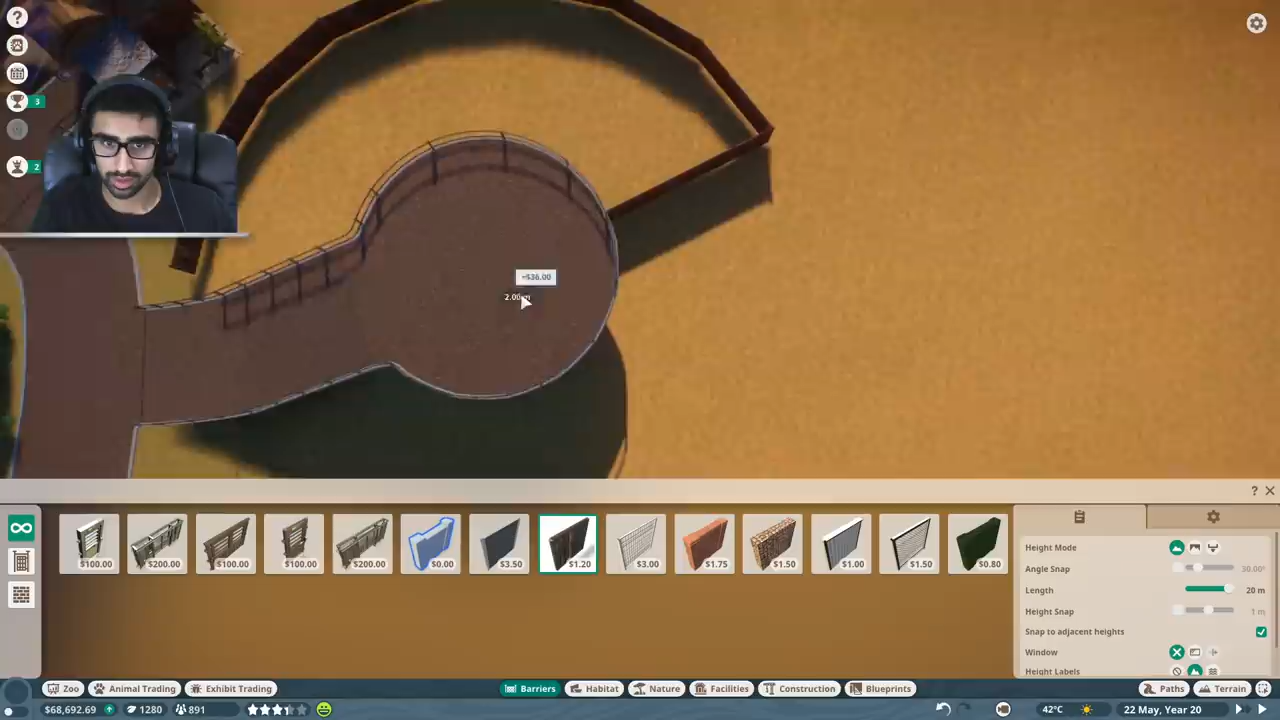 ?
3
2
-$36.00
2.00
? ×
$100.00 $200.00 $100.00 $100.00 $200.00 $0.00 $3.50 $1.20 $3.00 $1.75 $1.50 $1.00 $1.50 $0.80
Height Mode
Angle Snap 30.00°
Length 20 m
Height Snap 1 m
Snap to adjacent heights
Window
Height Labels
Zoo Animal Trading Exhibit Trading Barriers Habitat Nature Facilities Construction Blueprints Paths Terrain
$68,692.69 1280 891 42°C 22 May, Year 20